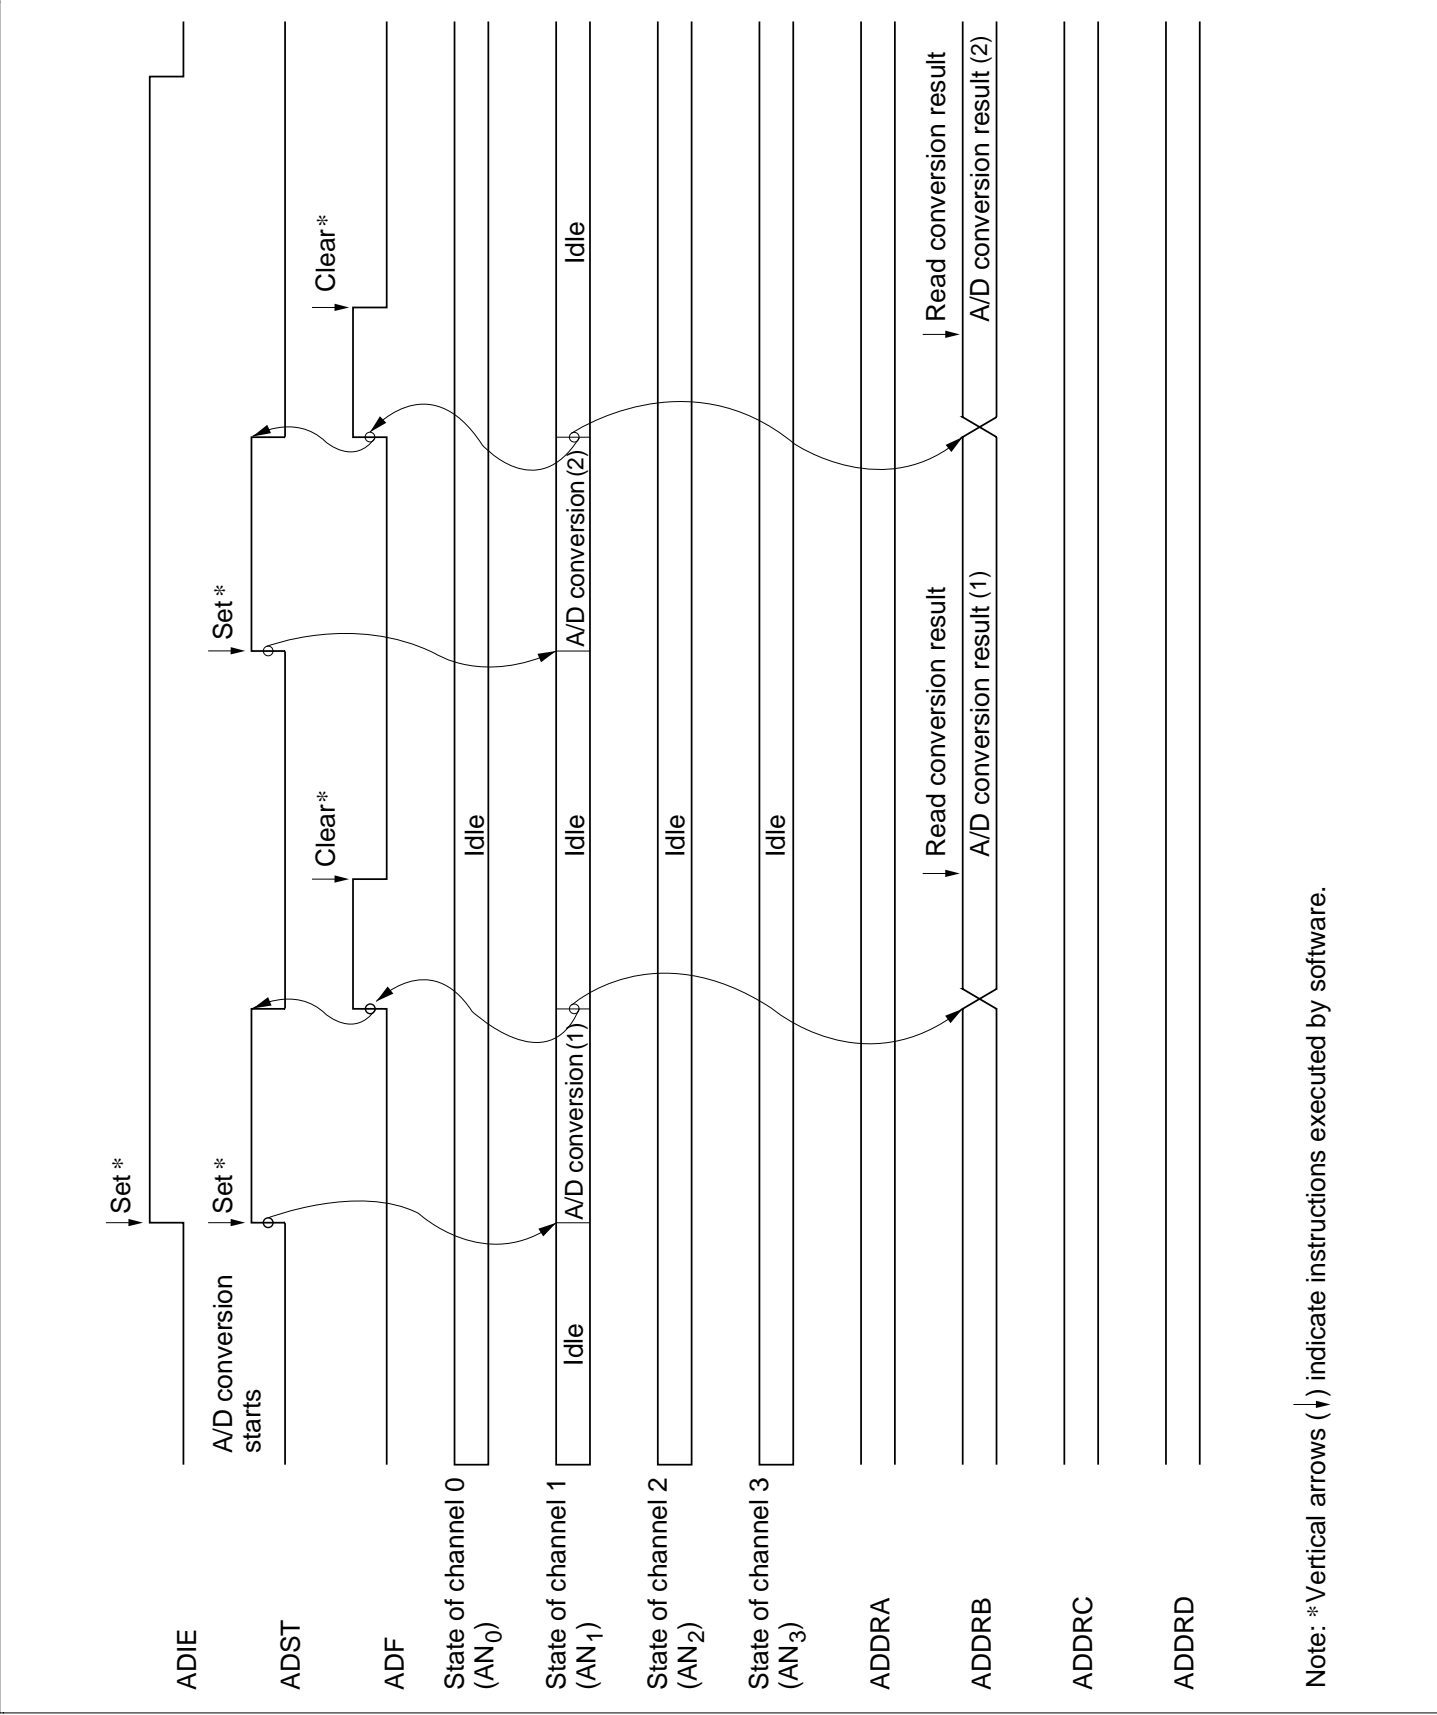 ADIE
Set*
ADST
A/D conversion
starts
Set*
Set*
ADF
Clear*
Clear*
State of channel 0
(AN0)
Idle
State of channel 1
(AN1)
Idle
A/D conversion (1)
Idle
A/D conversion (2)
Idle
State of channel 2
(AN2)
Idle
State of channel 3
(AN3)
Idle
ADDRA
ADDRB
Read conversion result
A/D conversion result (1)
Read conversion result
A/D conversion result (2)
ADDRC
ADDRD
Note: * Vertical arrows (↓) indicate instructions executed by software.